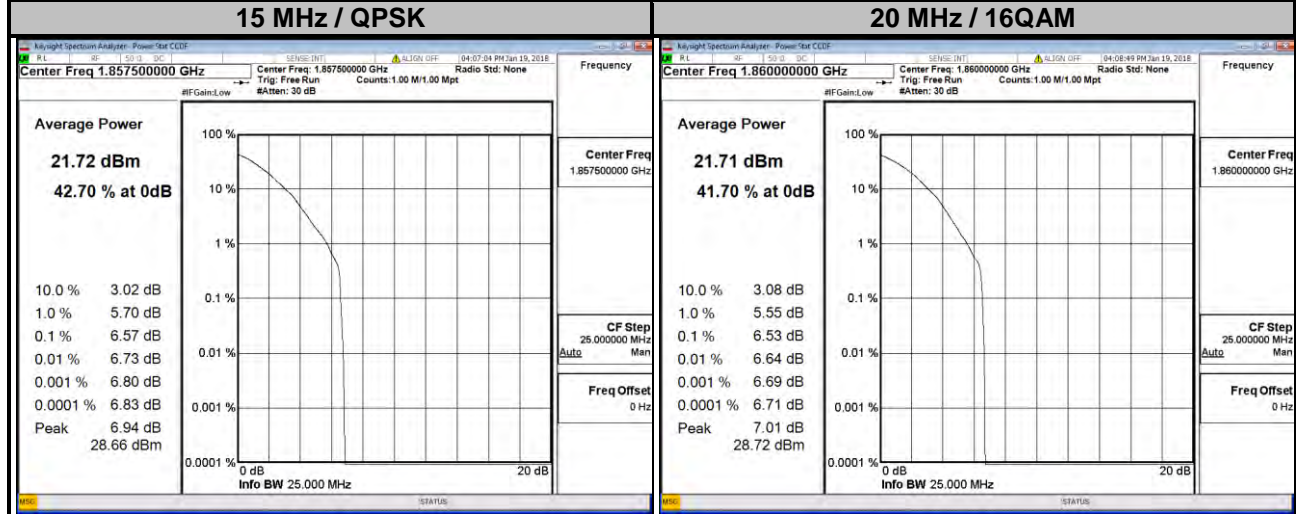 15 MHz / QPSK
Keysight Spectrum Analyzer - Power Stat CCDF
RL RF 50 Ω DC SENSE:INT ALIGN OFF 04:07:04 PM Jan 19, 2018
Center Freq 1.857500000 GHz
Center Freq: 1.857500000 GHz Radio Std: None
Trig: Free Run Counts:1.00 M/1.00 Mpt
#IFGain:Low #Atten: 30 dB
Frequency
Average Power
21.72 dBm
42.70 % at 0dB
10.0 % 3.02 dB
1.0 % 5.70 dB
0.1 % 6.57 dB
0.01 % 6.73 dB
0.001 % 6.80 dB
0.0001 % 6.83 dB
Peak 6.94 dB
28.66 dBm
100 %
10 %
1 %
0.1 %
0.01 %
0.001 %
0.0001 %
0 dB 20 dB
Info BW 25.000 MHz
Center Freq
1.857500000 GHz
CF Step
25.000000 MHz
Auto Man
Freq Offset
0 Hz
MSG STATUS
20 MHz / 16QAM
Keysight Spectrum Analyzer - Power Stat CCDF
RL RF 50 Ω DC SENSE:INT ALIGN OFF 04:08:49 PM Jan 19, 2018
Center Freq 1.860000000 GHz
Center Freq: 1.860000000 GHz Radio Std: None
Trig: Free Run Counts:1.00 M/1.00 Mpt
#IFGain:Low #Atten: 30 dB
Frequency
Average Power
21.71 dBm
41.70 % at 0dB
10.0 % 3.08 dB
1.0 % 5.55 dB
0.1 % 6.53 dB
0.01 % 6.64 dB
0.001 % 6.69 dB
0.0001 % 6.71 dB
Peak 7.01 dB
28.72 dBm
100 %
10 %
1 %
0.1 %
0.01 %
0.001 %
0.0001 %
0 dB 20 dB
Info BW 25.000 MHz
Center Freq
1.860000000 GHz
CF Step
25.000000 MHz
Auto Man
Freq Offset
0 Hz
MSG STATUS